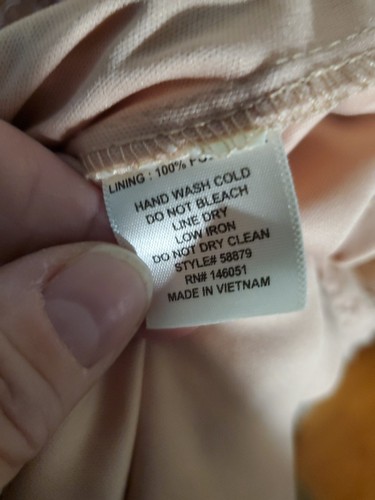 LINING : 100%
HAND WASH COLD
DO NOT BLEACH
LINE DRY
LOW IRON
DO NOT DRY CLEAN
STYLE# 58879
RN# 146051
MADE IN VIETNAM